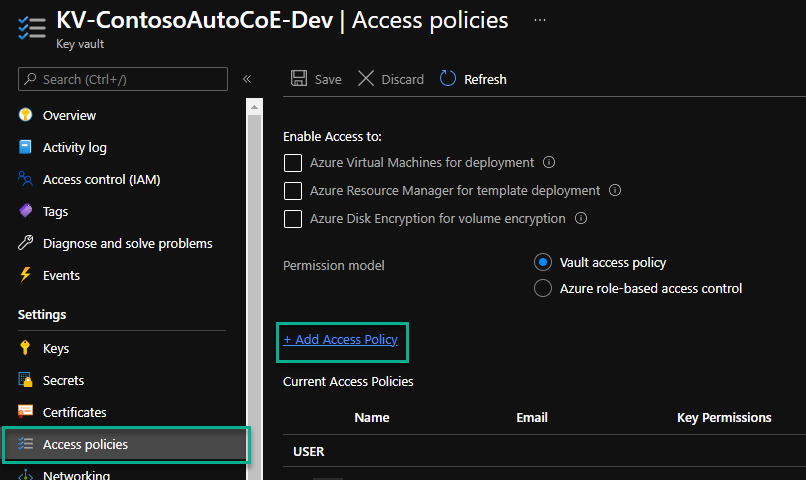 KV-ContosoAutoCoE-Dev | Access policies ...
Key vault
Search (Ctrl+/)
«
Overview
Activity log
Access control (IAM)
Tags
Diagnose and solve problems
Events
Settings
Keys
Secrets
Certificates
Access policies
Networking
Save
Discard
Refresh
Enable Access to:
Azure Virtual Machines for deployment
Azure Resource Manager for template deployment
Azure Disk Encryption for volume encryption
Permission model
Vault access policy
Azure role-based access control
+ Add Access Policy
Current Access Policies
Name Email Key Permissions
USER